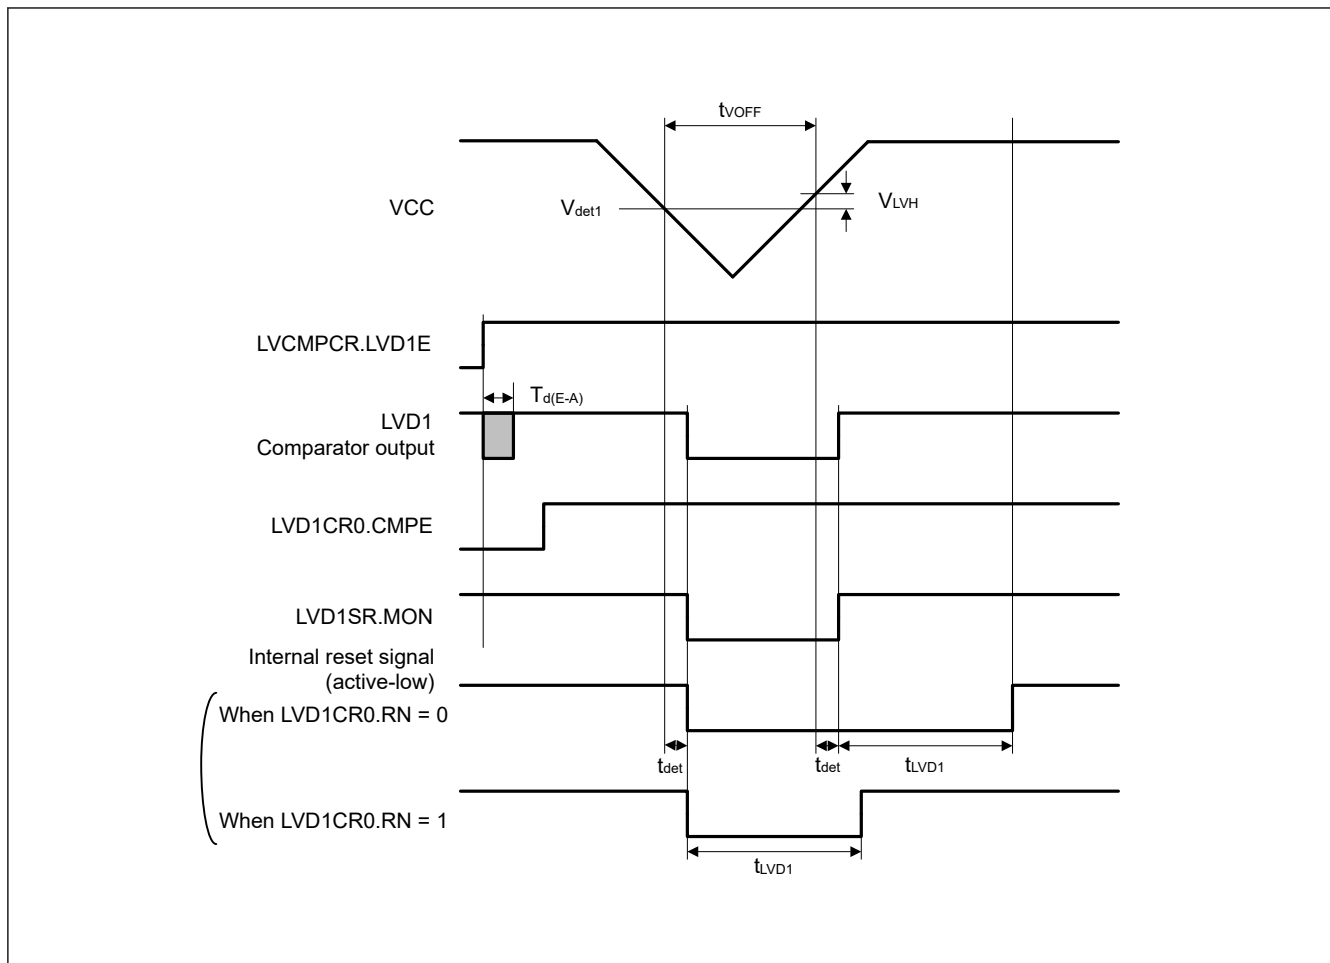 tVOFF
VCC
Vdet1
VLVH
LVCMPCR.LVD1E
Td(E-A)
LVD1
Comparator output
LVD1CR0.CMPE
LVD1SR.MON
Internal reset signal
(active-low)
When LVD1CR0.RN = 0
tdet
tdet
tLVD1
When LVD1CR0.RN = 1
tLVD1